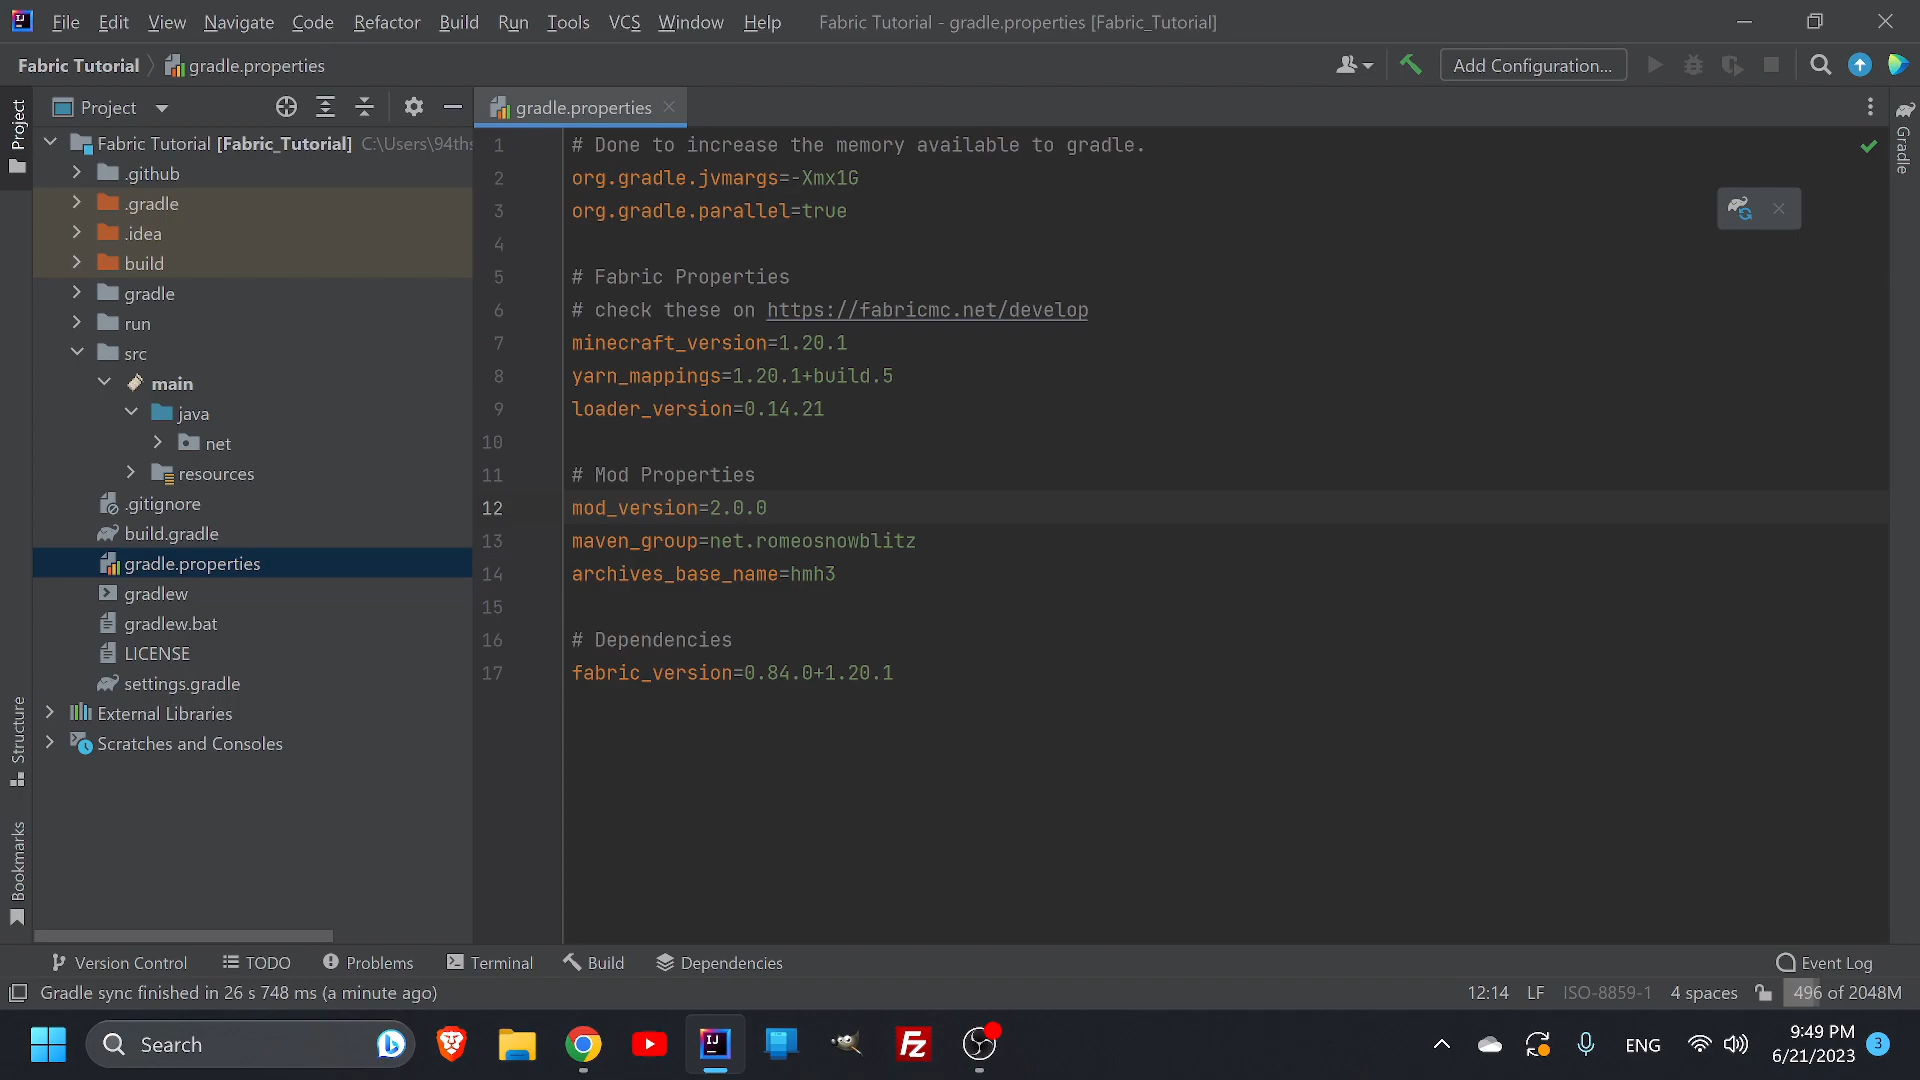 File Edit View Navigate Code Refactor Build Run Tools VCS Window Help Fabric Tutorial - gradle.properties [Fabric_Tutorial]
Fabric Tutorial gradle.properties Add Configuration...
Project
Project
gradle.properties
Gradle
Fabric Tutorial [Fabric_Tutorial] C:\Users\94ths
.github
.gradle
.idea
build
gradle
run
src
main
java
net
resources
.gitignore
build.gradle
gradle.properties
gradlew
gradlew.bat
LICENSE
settings.gradle
External Libraries
Scratches and Consoles
Structure
Bookmarks
1 # Done to increase the memory available to gradle.
2 org.gradle.jvmargs=-Xmx1G
3 org.gradle.parallel=true
4
5 # Fabric Properties
6 # check these on https://fabricmc.net/develop
7 minecraft_version=1.20.1
8 yarn_mappings=1.20.1+build.5
9 loader_version=0.14.21
10
11 # Mod Properties
12 mod_version=2.0.0
13 maven_group=net.romeosnowblitz
14 archives_base_name=hmh3
15
16 # Dependencies
17 fabric_version=0.84.0+1.20.1
Version Control TODO Problems Terminal Build Dependencies Event Log
Gradle sync finished in 26 s 748 ms (a minute ago) 12:14 LF ISO-8859-1 4 spaces 496 of 2048M
Search IJ Fz ENG 9:49 PM 3
6/21/2023